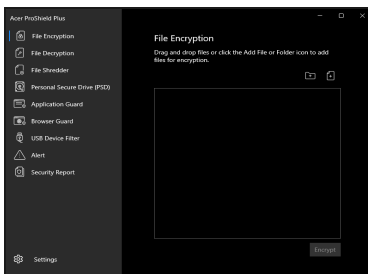 Acer ProShield Plus
File Encryption
File Decryption
File Shredder
Personal Secure Drive (PSD)
Application Guard
Browser Guard
USB Device Filter
Alert
Security Report
Settings
File Encryption
Drag and drop files or click the Add File or Folder icon to add
files for encryption.
Encrypt